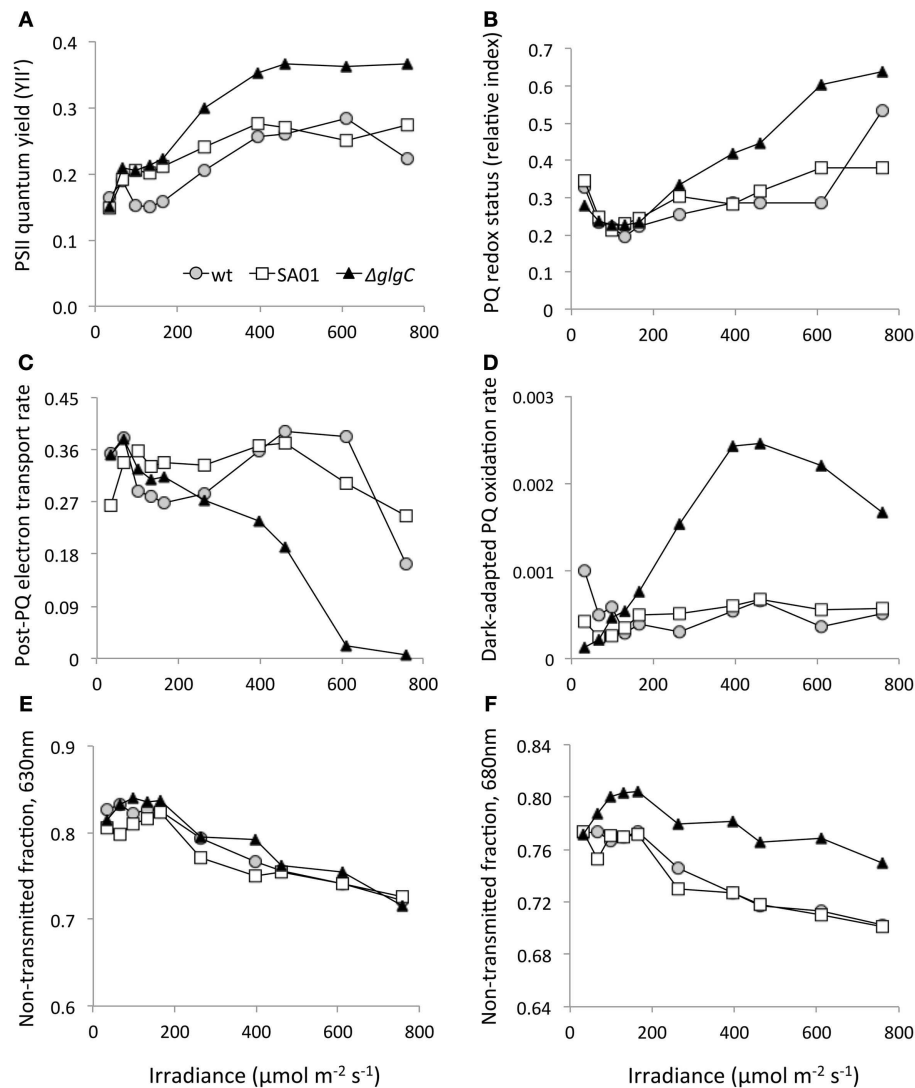 A
PSII quantum yield (YII')
0.4
0.3
0.2
0.1
0.0
wt SA01 ΔglgC
0 200 400 600 800
B
PQ redox status (relative index)
0.7
0.6
0.5
0.4
0.3
0.2
0.1
0
0 200 400 600 800
C
Post-PQ electron transport rate
0.45
0.36
0.27
0.18
0.09
0
0 200 400 600 800
D
Dark-adapted PQ oxidation rate
0.003
0.002
0.001
0
0 200 400 600 800
E
Non-transmitted fraction, 630nm
0.9
0.8
0.7
0.6
0 200 400 600 800
Irradiance (μmol m⁻² s⁻¹)
F
Non-transmitted fraction, 680nm
0.84
0.80
0.76
0.72
0.68
0.64
0 200 400 600 800
Irradiance (μmol m⁻² s⁻¹)